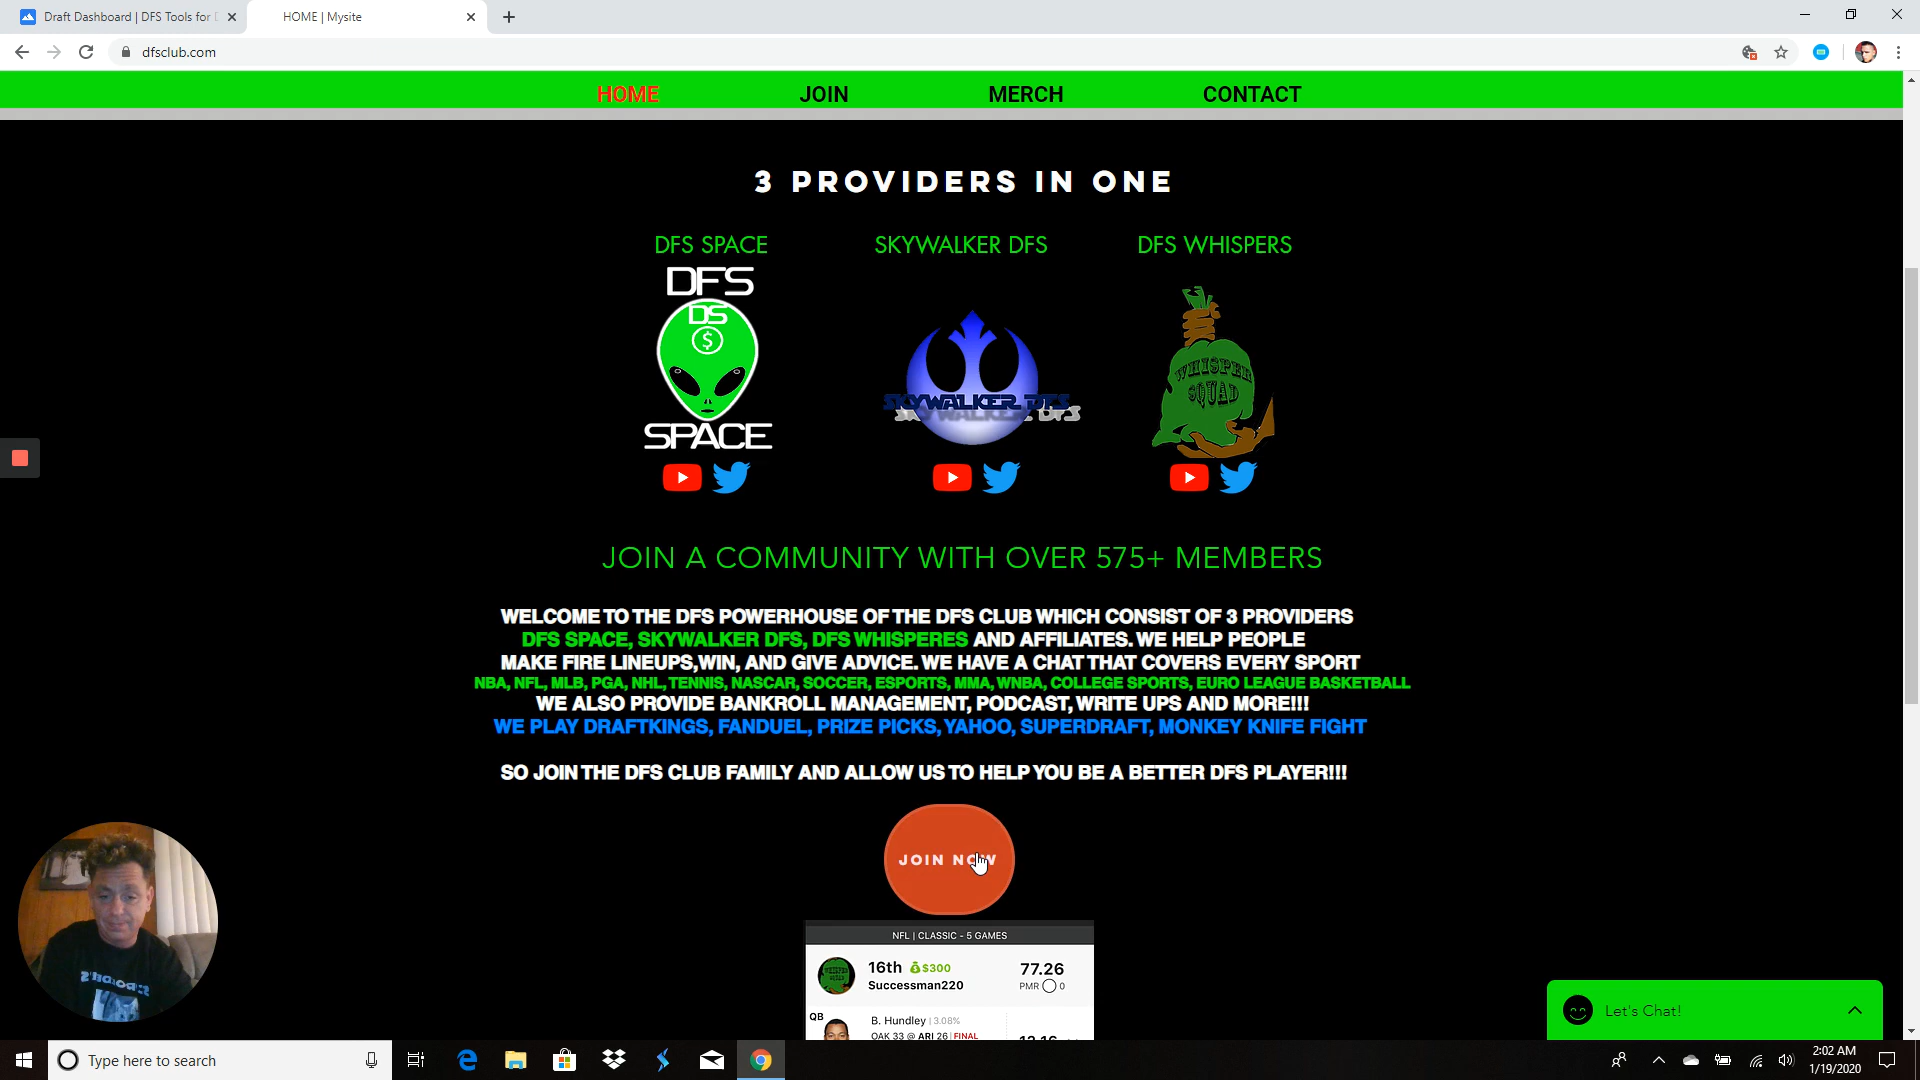 Draft Dashboard | DFS Tools for D
HOME | Mysite
dfsclub.com
HOME
JOIN
MERCH
CONTACT
3 PROVIDERS IN ONE
DFS SPACE
SKYWALKER DFS
DFS WHISPERS
DFS
DS
$
SPACE
SKYWALKER DFS
SKYWALKER DFS
WHISPER
SQUAD
JOIN A COMMUNITY WITH OVER 575+ MEMBERS
WELCOME TO THE DFS POWERHOUSE OF THE DFS CLUB WHICH CONSIST OF 3 PROVIDERS
DFS SPACE, SKYWALKER DFS, DFS WHISPERES AND AFFILIATES. WE HELP PEOPLE
MAKE FIRE LINEUPS,WIN, AND GIVE ADVICE. WE HAVE A CHAT THAT COVERS EVERY SPORT
NBA, NFL, MLB, PGA, NHL, TENNIS, NASCAR, SOCCER, ESPORTS, MMA, WNBA, COLLEGE SPORTS, EURO LEAGUE BASKETBALL
WE ALSO PROVIDE BANKROLL MANAGEMENT, PODCAST, WRITE UPS AND MORE!!!
WE PLAY DRAFTKINGS, FANDUEL, PRIZE PICKS, YAHOO, SUPERDRAFT, MONKEY KNIFE FIGHT
SO JOIN THE DFS CLUB FAMILY AND ALLOW US TO HELP YOU BE A BETTER DFS PLAYER!!!
JOIN NOW
NFL | CLASSIC - 5 GAMES
16th $300 77.26
Successman220 PMR 0
QB B. Hundley | 3.08%
OAK 33 @ ARI 26 | FINAL
Let's Chat!
Type here to search
2:02 AM
1/19/2020